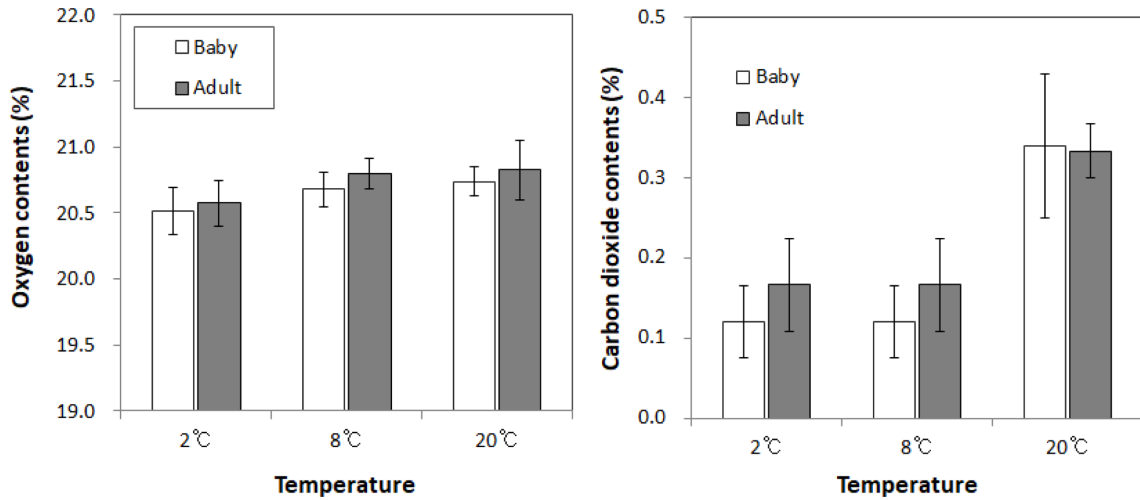 Oxygen contents (%)
22.0
21.5
21.0
20.5
20.0
19.5
19.0
Baby
Adult
2℃ 8℃ 20℃
Temperature
Carbon dioxide contents (%)
0.5
0.4
0.3
0.2
0.1
0.0
Baby
Adult
2℃ 8℃ 20℃
Temperature